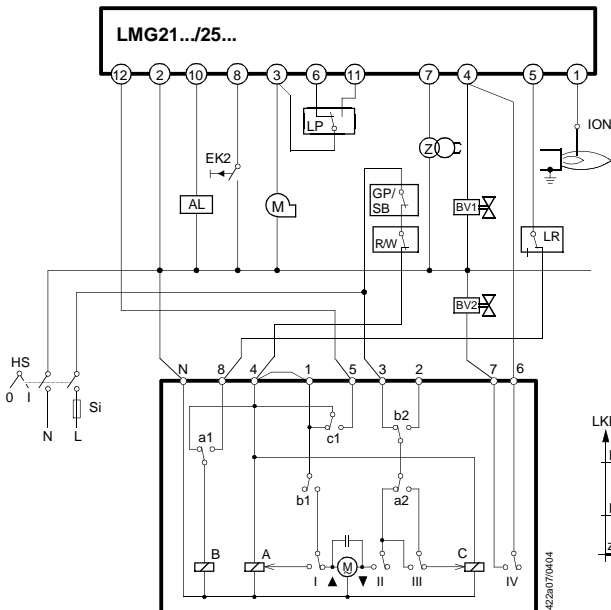 LMG21.../25...
12 2 10 8 3 6 11 7 4 5 1
ION
LP
EK2
Z
GP/
SB
AL
M
BV1
R/W
LR
BV2
HS
0 I
Si
N L
N 8 4 1 5 3 2 7 6
c1
b2
a1
b1
a2
B A C
I M II III IV
422a07/0404